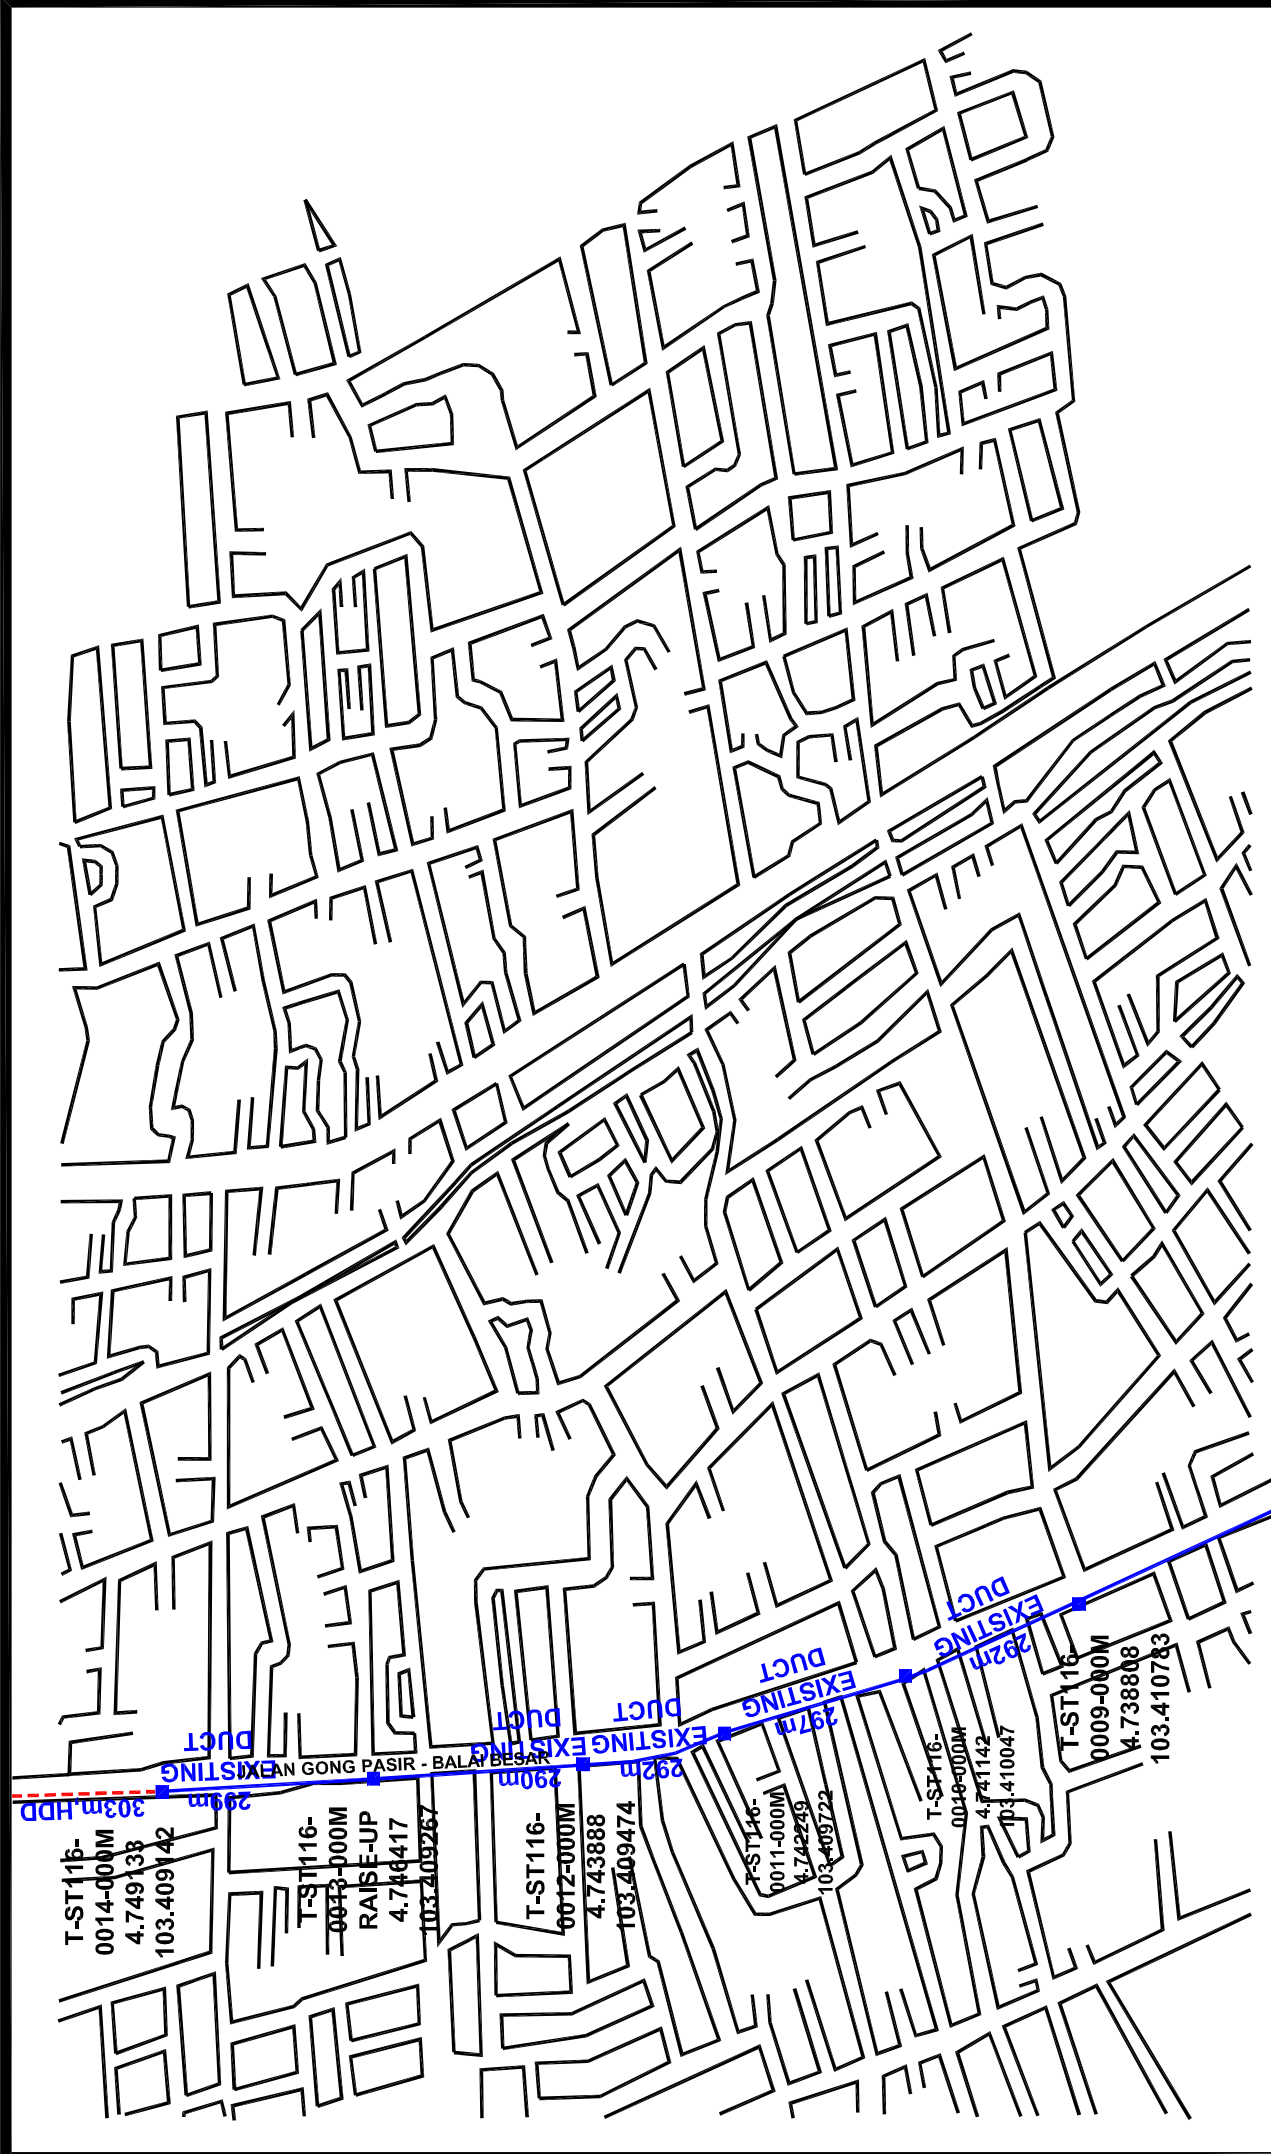 303m,HDD
T-ST116-
0014-000M
4.749133
103.409142
EXISTING
DUCT
299m
JALAN GONG PASIR - BALAI BESAR
T-ST116-
0013-000M
RAISE-UP
4.746417
103.409267
EXISTING
DUCT
290m
T-ST116-
0012-000M
4.743888
103.409474
EXISTING
DUCT
292m
T-ST116-
0011-000M
4.742249
103.409722
EXISTING
DUCT
297m
T-ST116-
0010-000M
4.741142
103.410047
EXISTING
DUCT
292m
T-ST116-
0009-000M
4.738808
103.410783